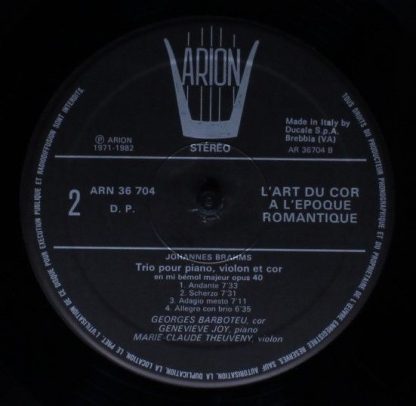 ARION
STÉRÉO
Ⓟ ARION
1971-1982
Made in Italy by
Ducale S.p.A.
Brebbia (VA)
AR 36704 B
2
ARN 36 704
D. P.
L'ART DU COR
A L'EPOQUE
ROMANTIQUE
JOHANNES BRAHMS
Trio pour piano, violon et cor
en mi bémol majeur opus 40
1. Andante 7'33
2. Scherzo 7'31
3. Adagio mesto 7'11
4. Allegro con brio 6'35
GEORGES BARBOTEU, cor
GENEVIEVE JOY, piano
MARIE-CLAUDE THEUVENY, violon
TOUS DROITS DU PRODUCTEUR PHONOGRAPHIQUE ET DU PROPRIETAIRE DE L'ŒUVRE ENREGISTREE RESERVES. SAUF AUTORISATION, LA DUPLICATION, LA LOCATION, LE PRET, L'UTILISATION DE CE DISQUE POUR EXECUTION PUBLIQUE ET RADIODIFFUSION SONT INTERDITS.